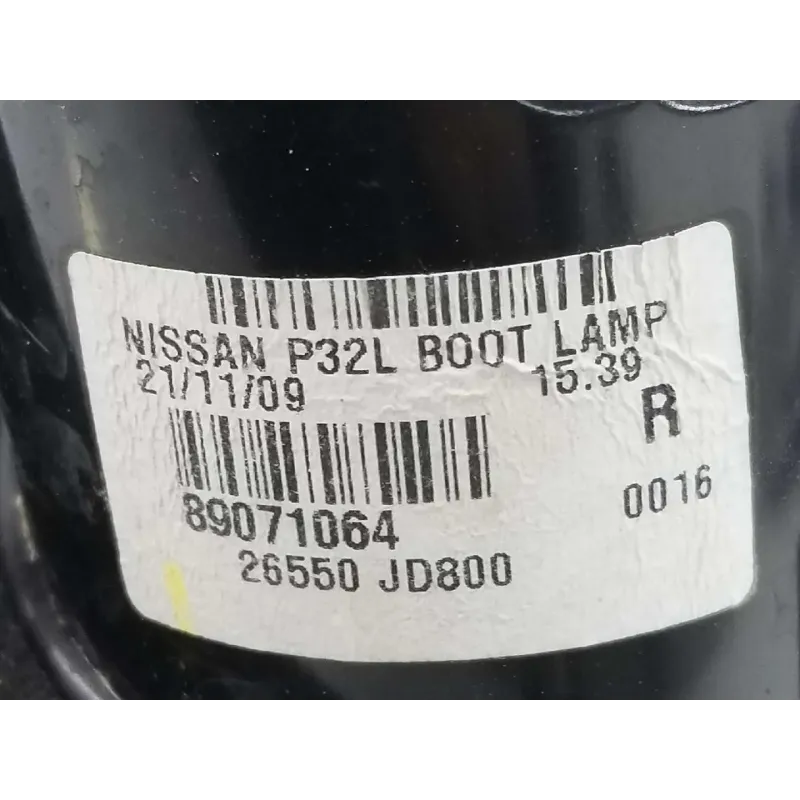 NISSAN P32L BOOT LAMP
21/11/09 15.39
R
0016
89071064
26550 JD800